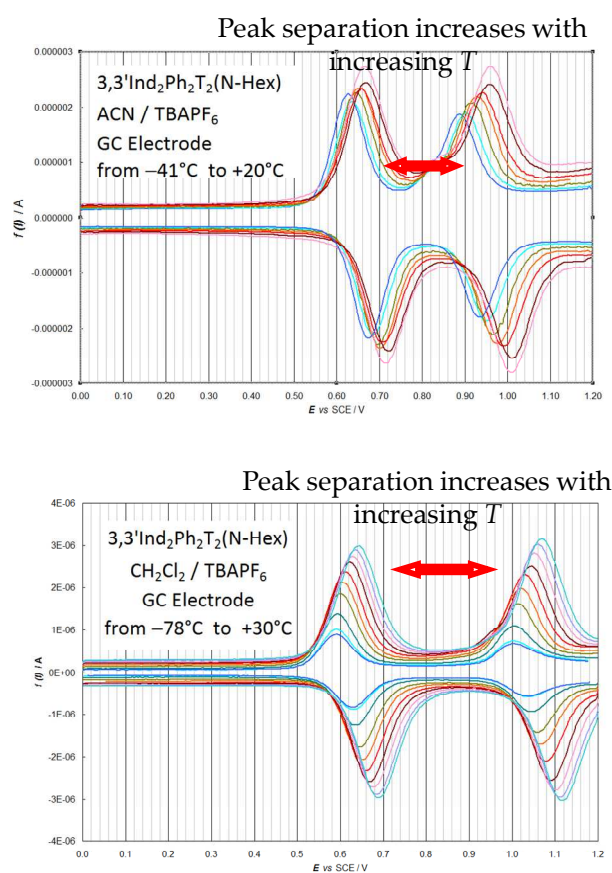 Peak separation increases with
increasing T
0.000003
0.000002
0.000001
0.000000
-0.000001
-0.000002
-0.000003
f (I) / A
3,3'Ind2Ph2T2(N-Hex)
ACN / TBAPF6
GC Electrode
from −41°C to +20°C
0.00 0.10 0.20 0.30 0.40 0.50 0.60 0.70 0.80 0.90 1.00 1.10 1.20
E vs SCE / V
Peak separation increases with
increasing T
4E-06
3E-06
2E-06
1E-06
0E+00
-1E-06
-2E-06
-3E-06
-4E-06
f (I) / A
3,3'Ind2Ph2T2(N-Hex)
CH2Cl2 / TBAPF6
GC Electrode
from −78°C to +30°C
0.0 0.1 0.2 0.3 0.4 0.5 0.6 0.7 0.8 0.9 1.0 1.1 1.2
E vs SCE / V